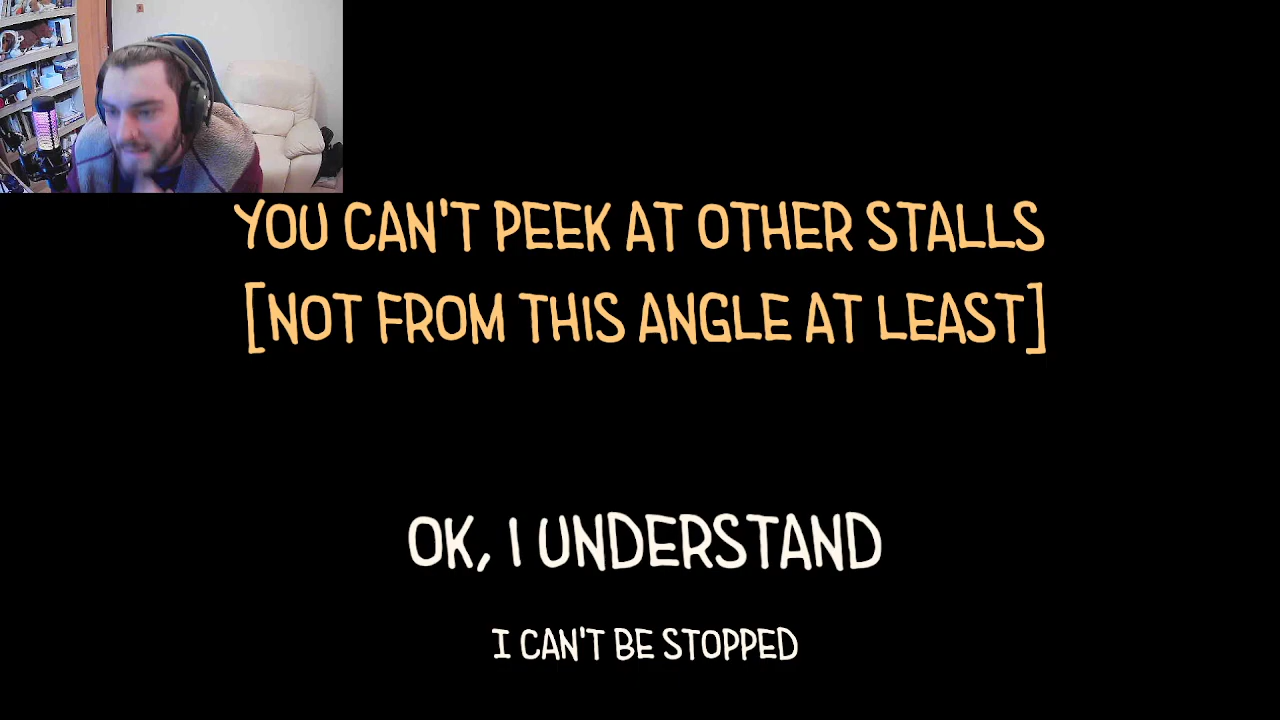 YOU CAN'T PEEK AT OTHER STALLS
[NOT FROM THIS ANGLE AT LEAST]
OK, I UNDERSTAND
I CAN'T BE STOPPED